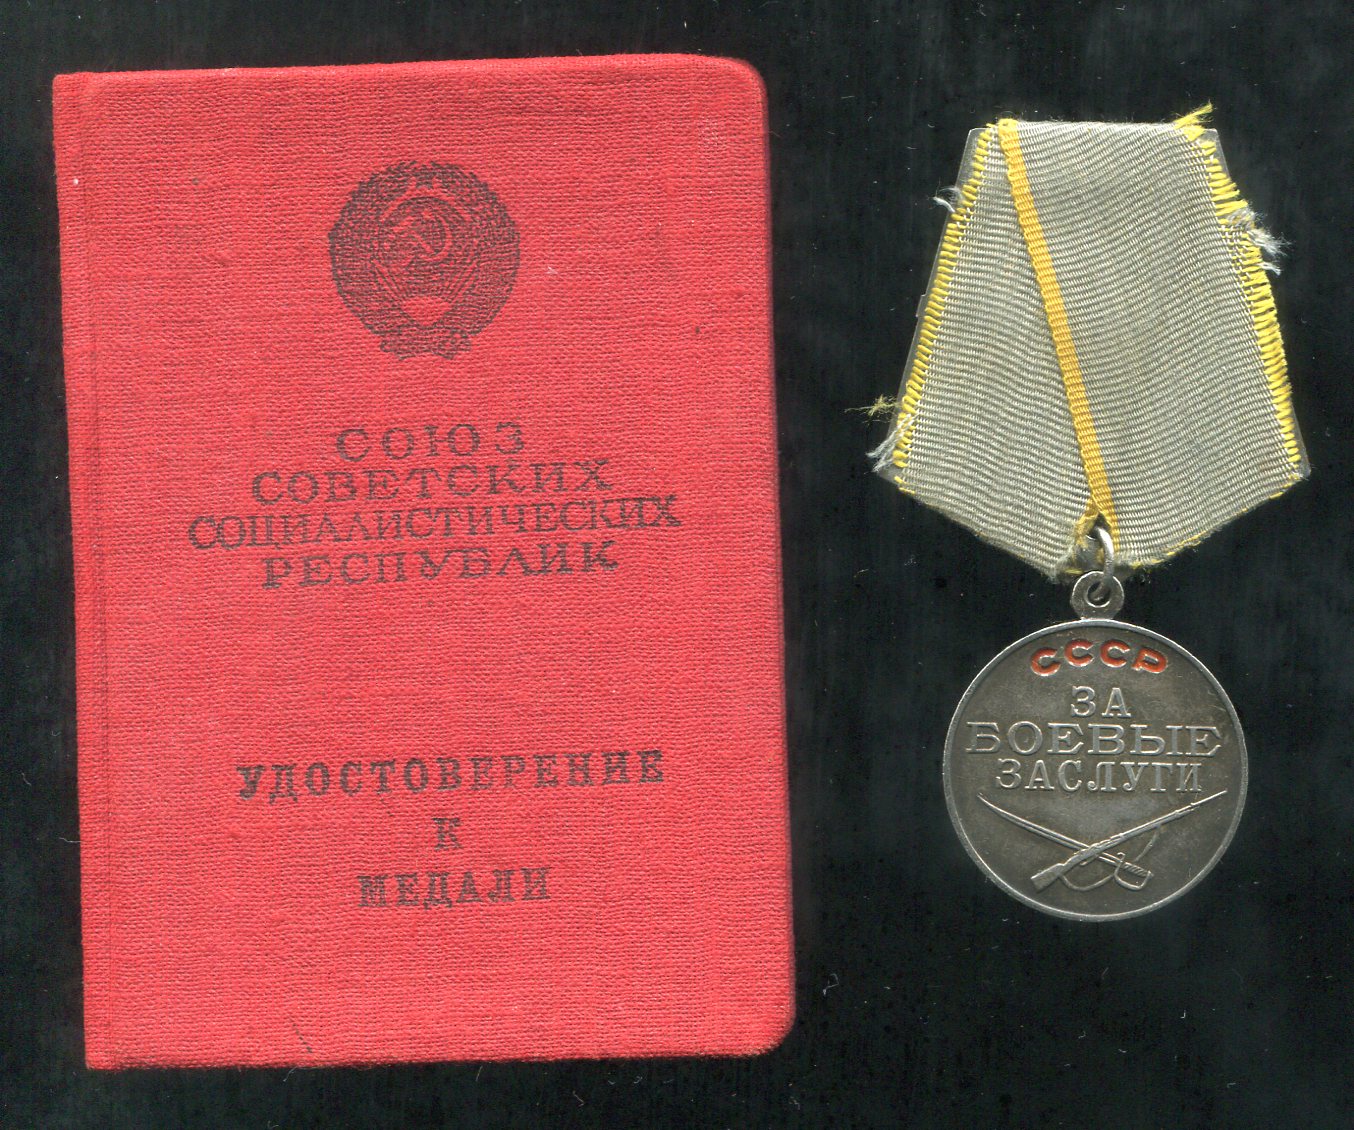 СОЮЗ
СОВЕТСКИХ
СОЦИАЛИСТИЧЕСКИХ
РЕСПУБЛИК
УДОСТОВЕРЕНИЕ
К
МЕДАЛИ
СССР
ЗА
БОЕВЫЕ
ЗАСЛУГИ